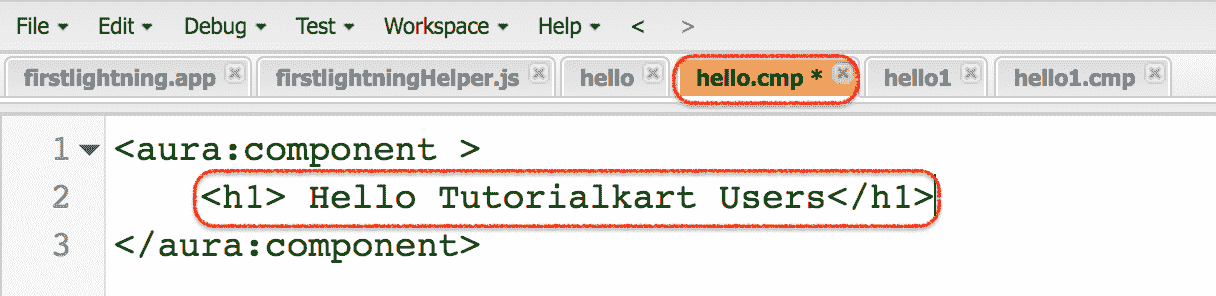 File Edit Debug Test Workspace Help < >
firstlightning.app firstlightningHelper.js hello hello.cmp * hello1 hello1.cmp
1 <aura:component >
2 <h1> Hello Tutorialkart Users</h1>
3 </aura:component>